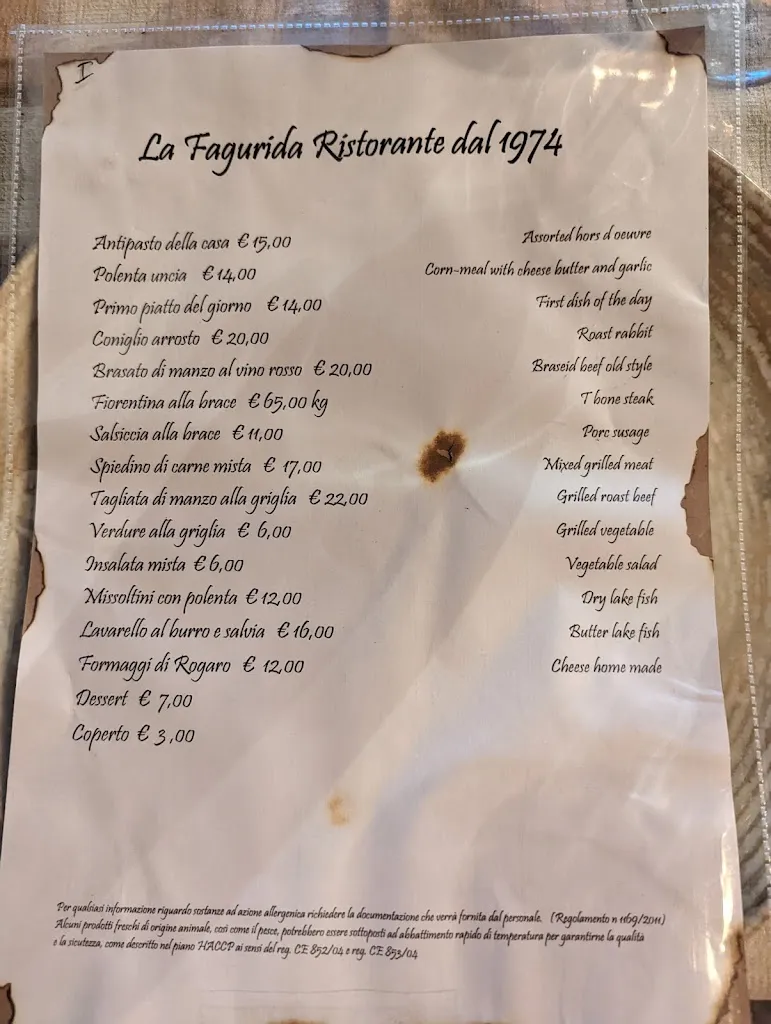 I
La Fagurida Ristorante dal 1974
Antipasto della casa € 15,00 Assorted hors d oeuvre
Polenta uncia € 14,00 Corn-meal with cheese butter and garlic
Primo piatto del giorno € 14,00 First dish of the day
Coniglio arrosto € 20,00 Roast rabbit
Brasato di manzo al vino rosso € 20,00 Braseid beef old style
Fiorentina alla brace € 65,00 kg T bone steak
Salsiccia alla brace € 11,00 Porc susage
Spiedino di carne mista € 17,00 Mixed grilled meat
Tagliata di manzo alla griglia € 22,00 Grilled roast beef
Verdure alla griglia € 6,00 Grilled vegetable
Insalata mista € 6,00 Vegetable salad
Missoltini con polenta € 12,00 Dry lake fish
Lavarello al burro e salvia € 16,00 Butter lake fish
Formaggi di Rogaro € 12,00 Cheese home made
Dessert € 7,00
Coperto € 3,00
Per qualsiasi informazione riguardo sostanze ad azione allergenica richiedere la documentazione che verrà fornita dal personale. (Regolamento n 1169/2011)
Alcuni prodotti freschi di origine animale, così come il pesce, potrebbero essere sottoposti ad abbattimento rapido di temperatura per garantirne la qualità
e la sicutezza, come descritto nel piano HACCP ai sensi del reg. CE 852/04 e reg. CE 853/04